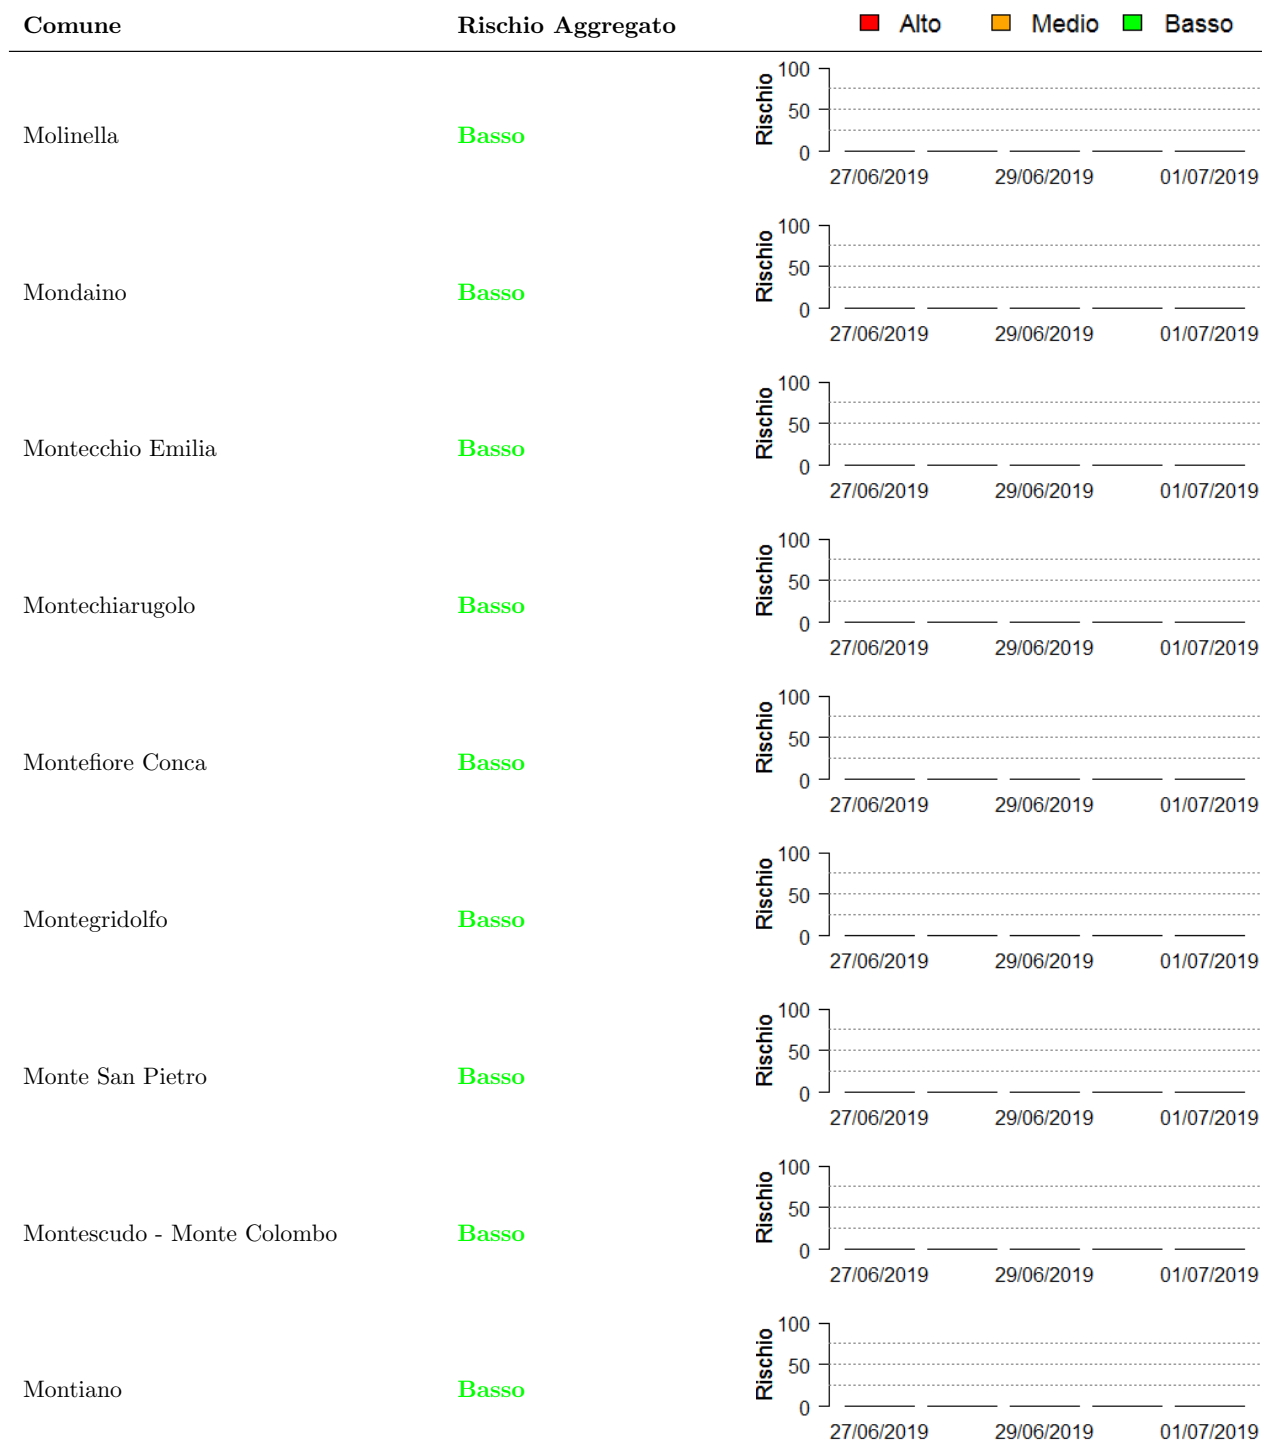 Comune Rischio Aggregato Alto Medio Basso
100
50
0
Rischio
Molinella Basso
27/06/2019 29/06/2019 01/07/2019
100
50
0
Rischio
Mondaino Basso
27/06/2019 29/06/2019 01/07/2019
100
50
0
Rischio
Montecchio Emilia Basso
27/06/2019 29/06/2019 01/07/2019
100
50
0
Rischio
Montechiarugolo Basso
27/06/2019 29/06/2019 01/07/2019
100
50
0
Rischio
Montefiore Conca Basso
27/06/2019 29/06/2019 01/07/2019
100
50
0
Rischio
Montegridolfo Basso
27/06/2019 29/06/2019 01/07/2019
100
50
0
Rischio
Monte San Pietro Basso
27/06/2019 29/06/2019 01/07/2019
100
50
0
Rischio
Montescudo - Monte Colombo Basso
27/06/2019 29/06/2019 01/07/2019
100
50
0
Rischio
Montiano Basso
27/06/2019 29/06/2019 01/07/2019